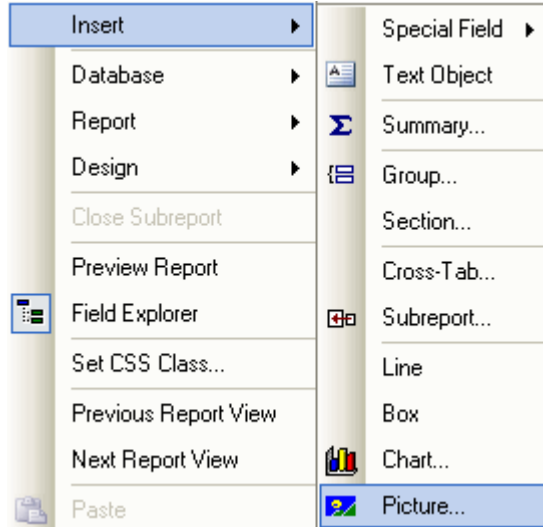 Insert
Database
Report
Design
Close Subreport
Preview Report
Field Explorer
Set CSS Class...
Previous Report View
Next Report View
Paste
Special Field
Text Object
Summary...
Group...
Section...
Cross-Tab...
Subreport...
Line
Box
Chart...
Picture...